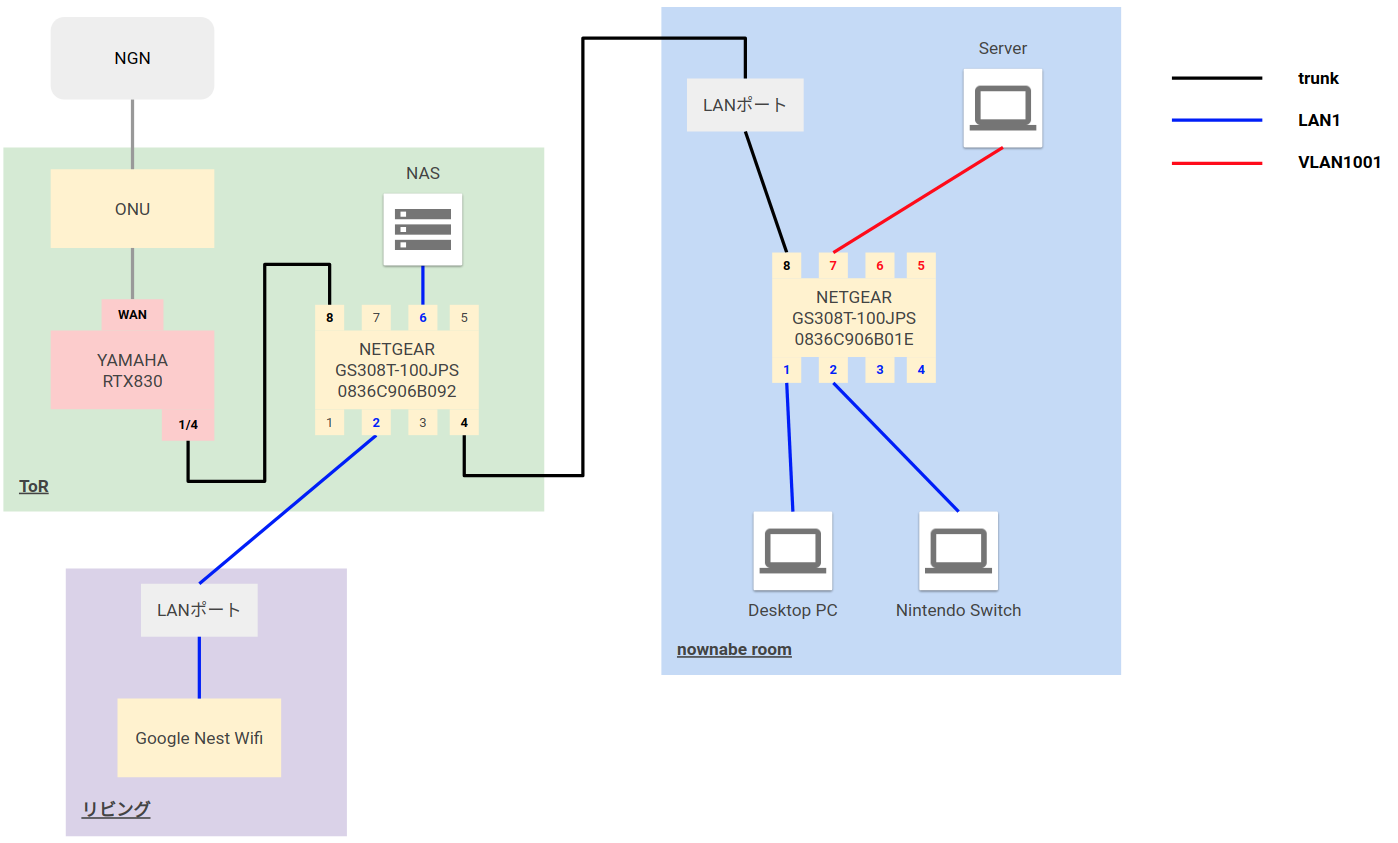 NGN
ONU
WAN
YAMAHA
RTX830
1/4
NAS
8 7 6 5
NETGEAR
GS308T-100JPS
0836C906B092
1 2 3 4
ToR
LANポート
Google Nest Wifi
リビング
LANポート
Server
8 7 6 5
NETGEAR
GS308T-100JPS
0836C906B01E
1 2 3 4
Desktop PC
Nintendo Switch
nownabe room
trunk
LAN1
VLAN1001